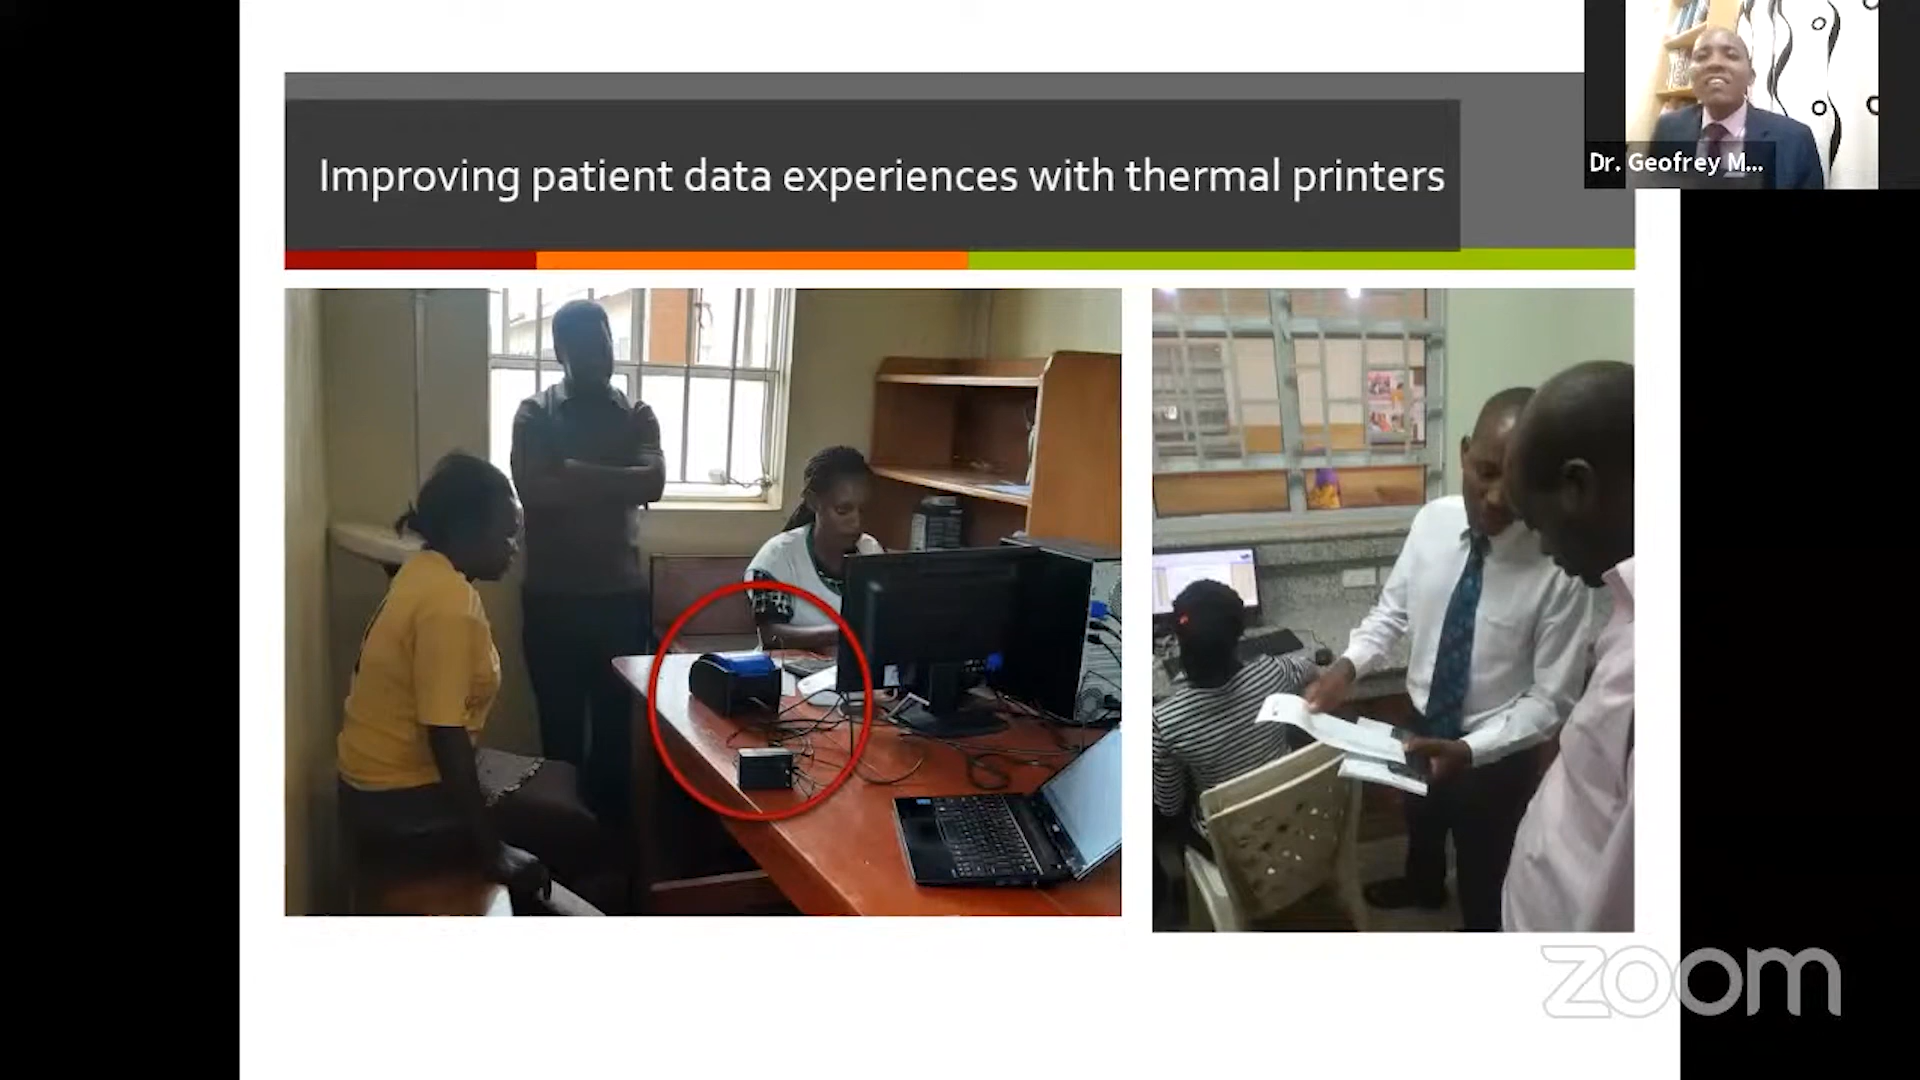 Improving patient data experiences with thermal printers
Dr. Geofrey M...
zoom